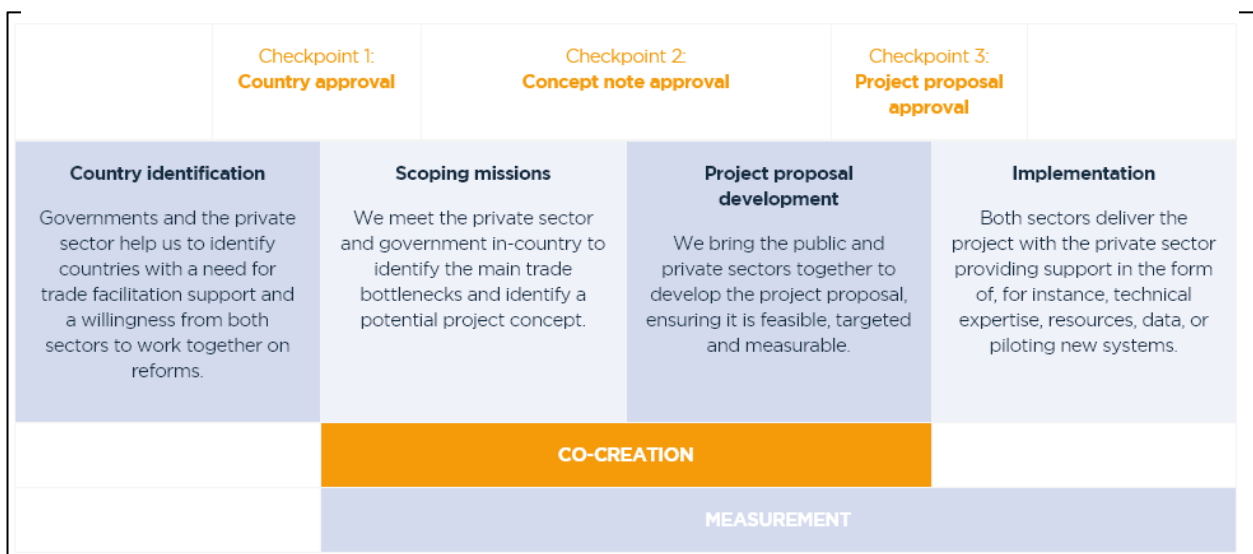 Checkpoint 1:
Country approval
Checkpoint 2:
Concept note approval
Checkpoint 3:
Project proposal
approval
Country identification
Governments and the private
sector help us to identify
countries with a need for
trade facilitation support and
a willingness from both
sectors to work together on
reforms.
Scoping missions
We meet the private sector
and government in-country to
identify the main trade
bottlenecks and identify a
potential project concept.
Project proposal
development
We bring the public and
private sectors together to
develop the project proposal,
ensuring it is feasible, targeted
and measurable.
Implementation
Both sectors deliver the
project with the private sector
providing support in the form
of, for instance, technical
expertise, resources, data, or
piloting new systems.
CO-CREATION
MEASUREMENT